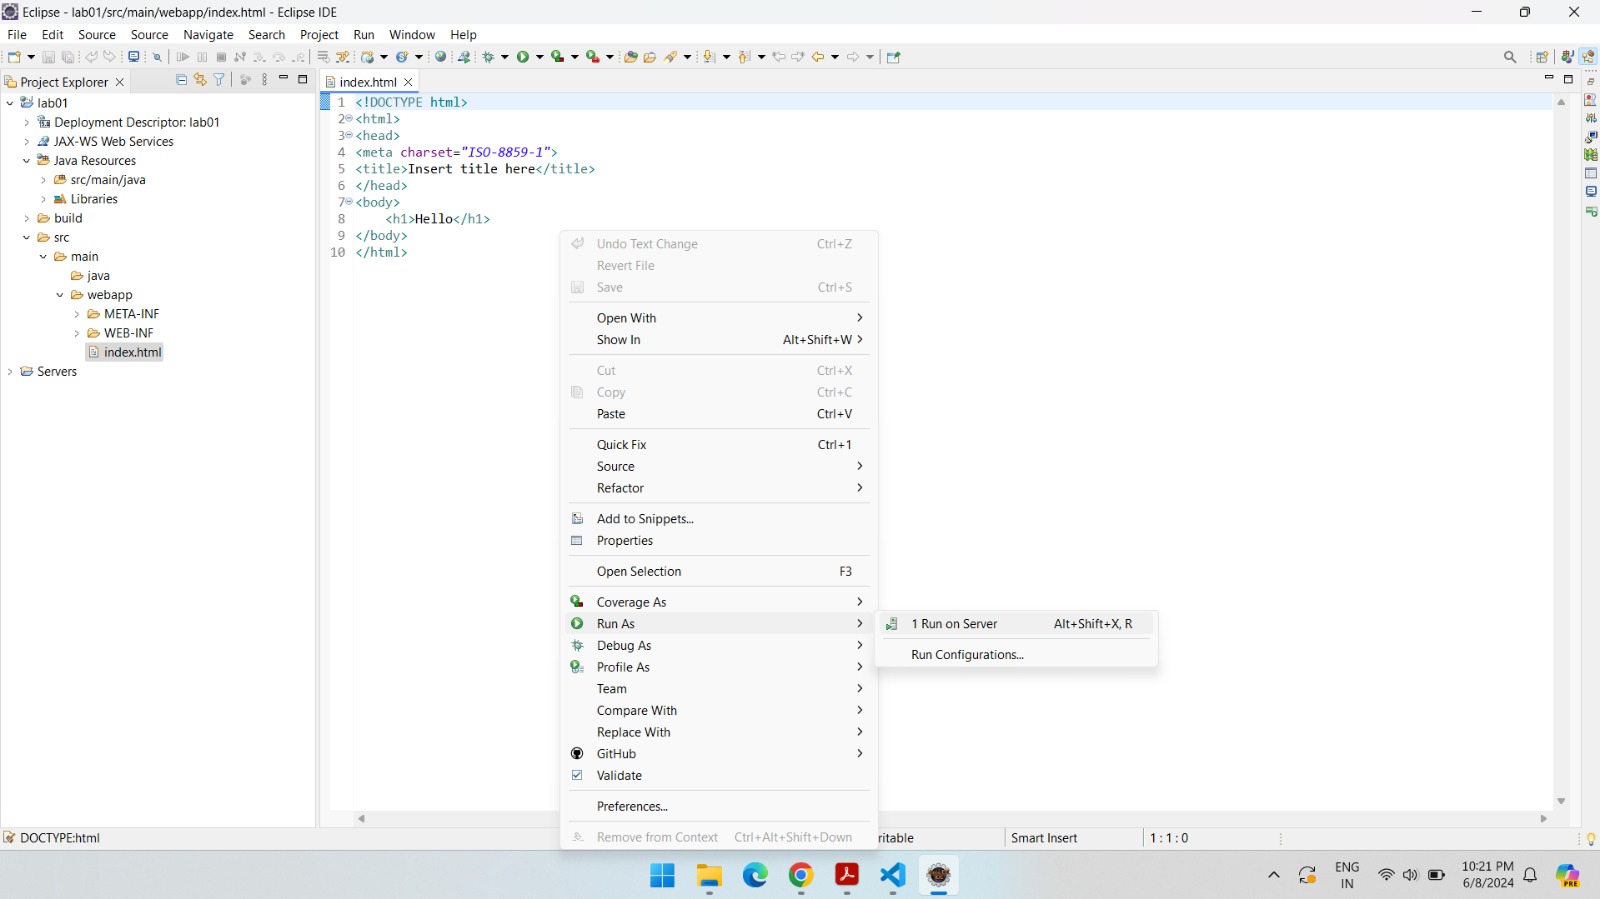 Eclipse - lab01/src/main/webapp/index.html - Eclipse IDE
File Edit Source Source Navigate Search Project Run Window Help
Project Explorer
index.html
lab01
Deployment Descriptor: lab01
JAX-WS Web Services
Java Resources
src/main/java
Libraries
build
src
main
java
webapp
META-INF
WEB-INF
index.html
Servers
1 <!DOCTYPE html>
2 <html>
3 <head>
4 <meta charset="ISO-8859-1">
5 <title>Insert title here</title>
6 </head>
7 <body>
8 <h1>Hello</h1>
9 </body>
10 </html>
Undo Text Change Ctrl+Z
Revert File
Save Ctrl+S
Open With
Show In Alt+Shift+W
Cut Ctrl+X
Copy Ctrl+C
Paste Ctrl+V
Quick Fix Ctrl+1
Source
Refactor
Add to Snippets...
Properties
Open Selection F3
Coverage As
Run As
Debug As
Profile As
Team
Compare With
Replace With
GitHub
Validate
Preferences...
Remove from Context Ctrl+Alt+Shift+Down
1 Run on Server Alt+Shift+X, R
Run Configurations...
DOCTYPE:html
ritable
Smart Insert
1 : 1 : 0
ENG
IN
10:21 PM
6/8/2024
PRE